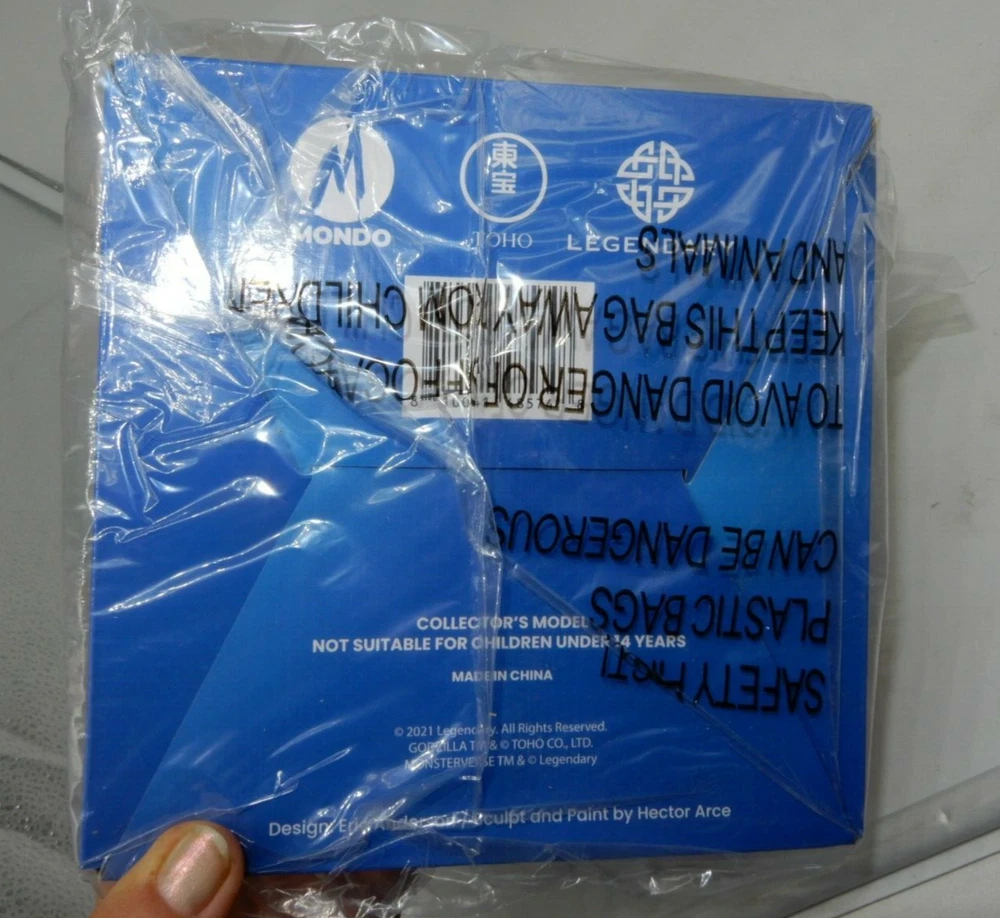 MONDO
東宝
TOHO
LEGENDARY
COLLECTOR'S MODEL
NOT SUITABLE FOR CHILDREN UNDER 14 YEARS
MADE IN CHINA
© 2021 Legendary. All Rights Reserved.
GODZILLA TM & © TOHO CO., LTD.
MONSTERVERSE TM & © Legendary
Design: / Sculpt and Paint by Hector Arce
SAFETY FIRST!
PLASTIC BAGS
CAN BE DANGEROUS
TO AVOID DANGER OF
KEEP THIS BAG AWAY FROM CHILDREN
AND ANIMALS